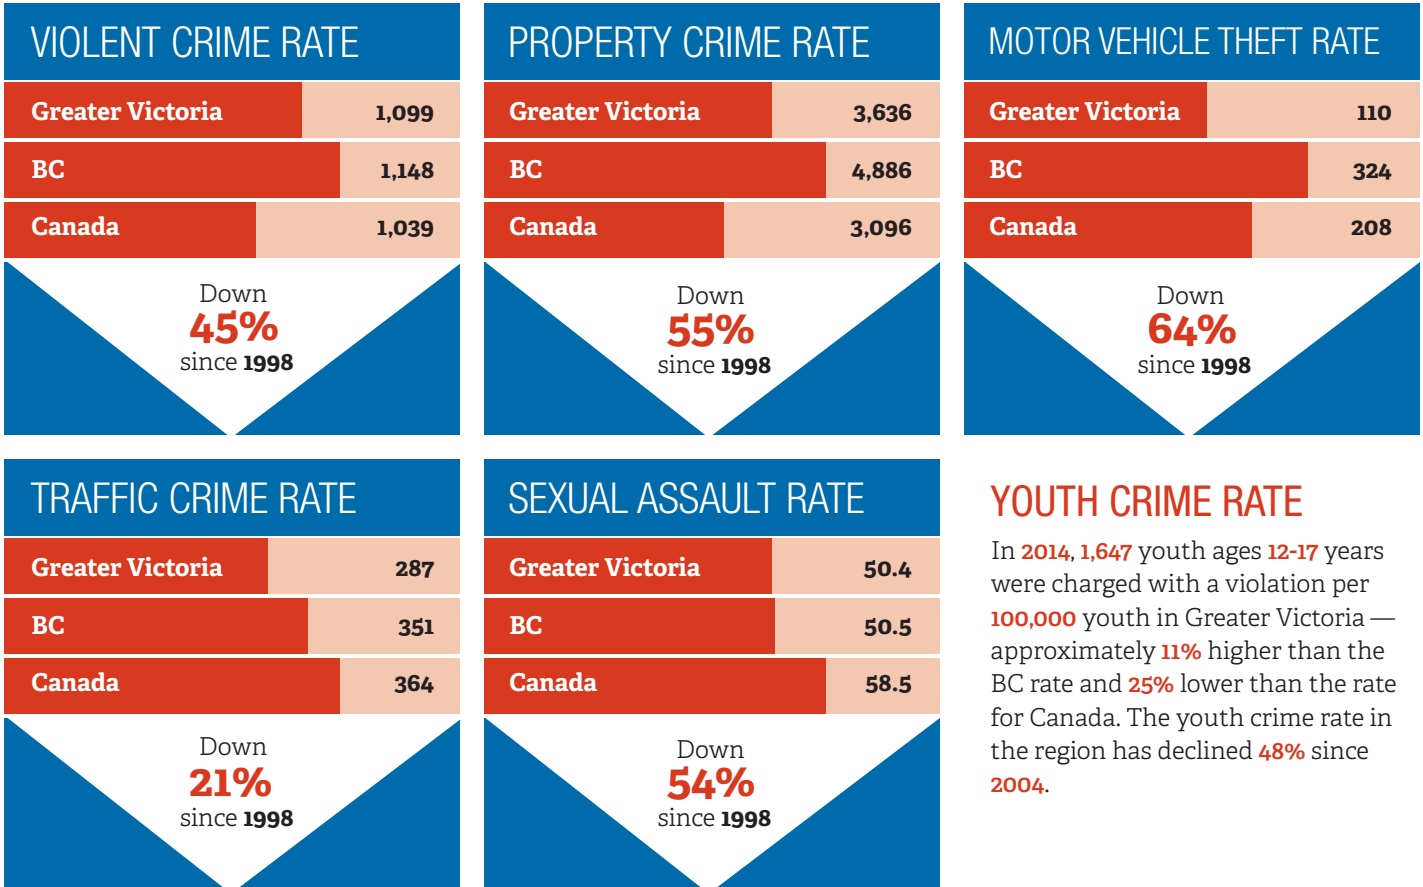 VIOLENT CRIME RATE
Greater Victoria 1,099
BC 1,148
Canada 1,039
Down
45%
since 1998
PROPERTY CRIME RATE
Greater Victoria 3,636
BC 4,886
Canada 3,096
Down
55%
since 1998
MOTOR VEHICLE THEFT RATE
Greater Victoria 110
BC 324
Canada 208
Down
64%
since 1998
TRAFFIC CRIME RATE
Greater Victoria 287
BC 351
Canada 364
Down
21%
since 1998
SEXUAL ASSAULT RATE
Greater Victoria 50.4
BC 50.5
Canada 58.5
Down
54%
since 1998
YOUTH CRIME RATE
In 2014, 1,647 youth ages 12-17 years
were charged with a violation per
100,000 youth in Greater Victoria —
approximately 11% higher than the
BC rate and 25% lower than the rate
for Canada. The youth crime rate in
the region has declined 48% since
2004.